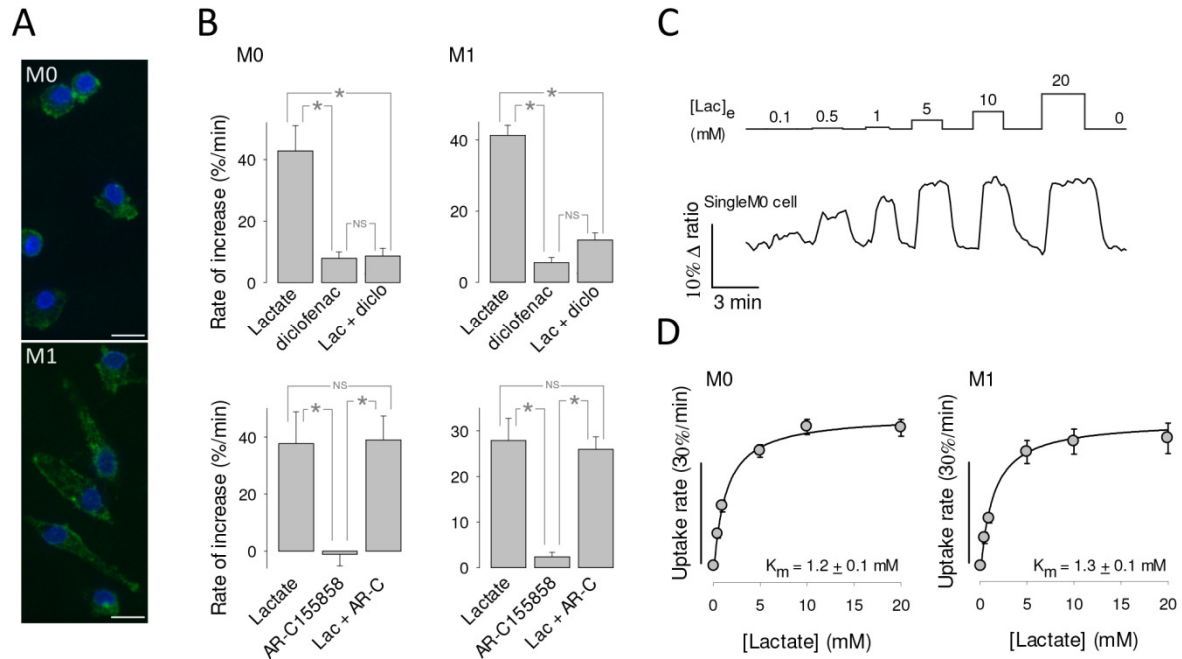 A
M0
M1
B
M0
Rate of increase (%/min)
40
20
0
Lactate
diclofenac
Lac + diclo
*
*
NS
M1
40
20
0
Lactate
diclofenac
Lac + diclo
*
*
NS
Rate of increase (%/min)
40
20
0
Lactate
AR-C155858
Lac + AR-C
NS
*
*
30
20
10
0
Lactate
AR-C155858
Lac + AR-C
NS
*
*
C
[Lac]e
(mM)
0.1
0.5
1
5
10
20
0
SingleM0 cell
10% Δ ratio
3 min
D
M0
Uptake rate (30%/min)
Km = 1.2 ± 0.1 mM
0
5
10
20
[Lactate] (mM)
M1
Uptake rate (30%/min)
Km = 1.3 ± 0.1 mM
0
5
10
20
[Lactate] (mM)